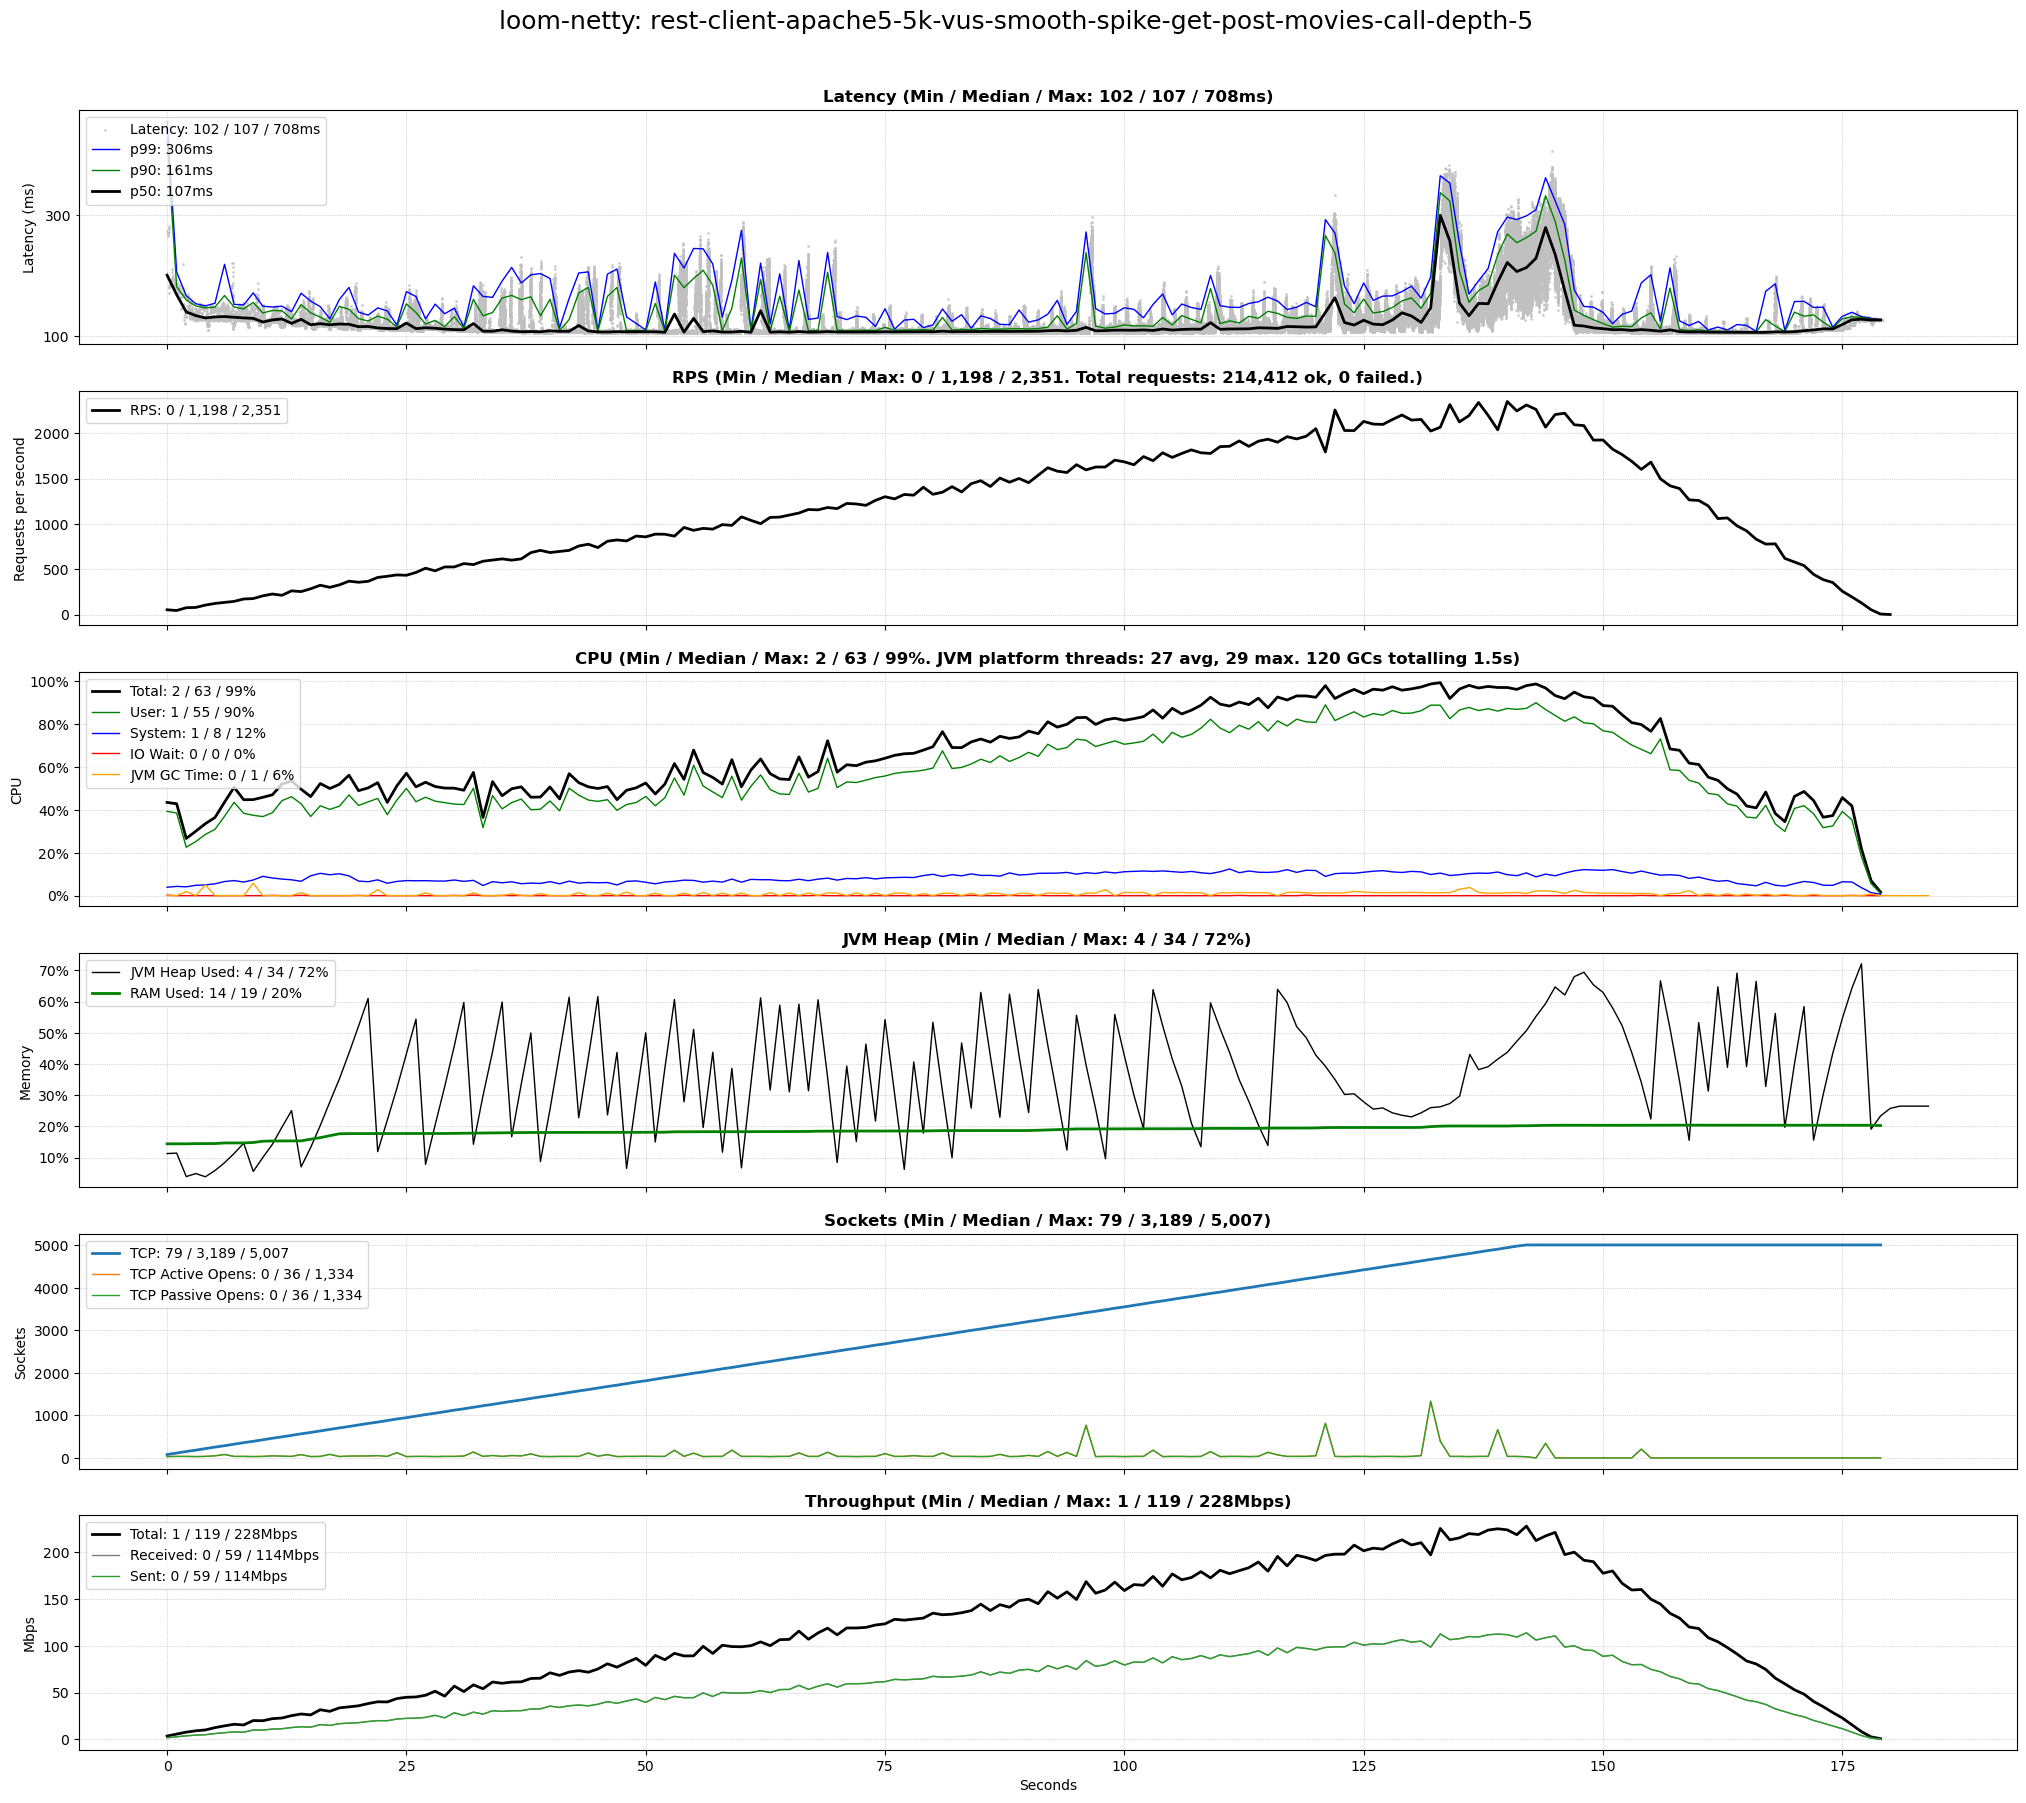 loom-netty: rest-client-apache5-5k-vus-smooth-spike-get-post-movies-call-depth-5
Latency (Min / Median / Max: 102 / 107 / 708ms)
Latency: 102 / 107 / 708ms
p99: 306ms
p90: 161ms
p50: 107ms
Latency (ms)
300
100
RPS (Min / Median / Max: 0 / 1,198 / 2,351. Total requests: 214,412 ok, 0 failed.)
RPS: 0 / 1,198 / 2,351
Requests per second
2000
1500
1000
500
0
CPU (Min / Median / Max: 2 / 63 / 99%. JVM platform threads: 27 avg, 29 max. 120 GCs totalling 1.5s)
Total: 2 / 63 / 99%
User: 1 / 55 / 90%
System: 1 / 8 / 12%
IO Wait: 0 / 0 / 0%
JVM GC Time: 0 / 1 / 6%
CPU
100%
80%
60%
40%
20%
0%
JVM Heap (Min / Median / Max: 4 / 34 / 72%)
JVM Heap Used: 4 / 34 / 72%
RAM Used: 14 / 19 / 20%
Memory
70%
60%
50%
40%
30%
20%
10%
Sockets (Min / Median / Max: 79 / 3,189 / 5,007)
TCP: 79 / 3,189 / 5,007
TCP Active Opens: 0 / 36 / 1,334
TCP Passive Opens: 0 / 36 / 1,334
Sockets
5000
4000
3000
2000
1000
0
Throughput (Min / Median / Max: 1 / 119 / 228Mbps)
Total: 1 / 119 / 228Mbps
Received: 0 / 59 / 114Mbps
Sent: 0 / 59 / 114Mbps
Mbps
200
150
100
50
0
0 25 50 75 100 125 150 175
Seconds